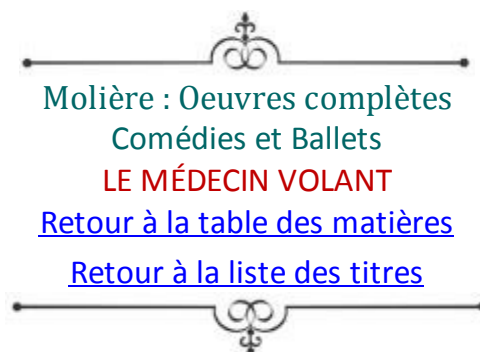 Molière : Oeuvres complètes
Comédies et Ballets
LE MÉDECIN VOLANT
Retour à la table des matières
Retour à la liste des titres